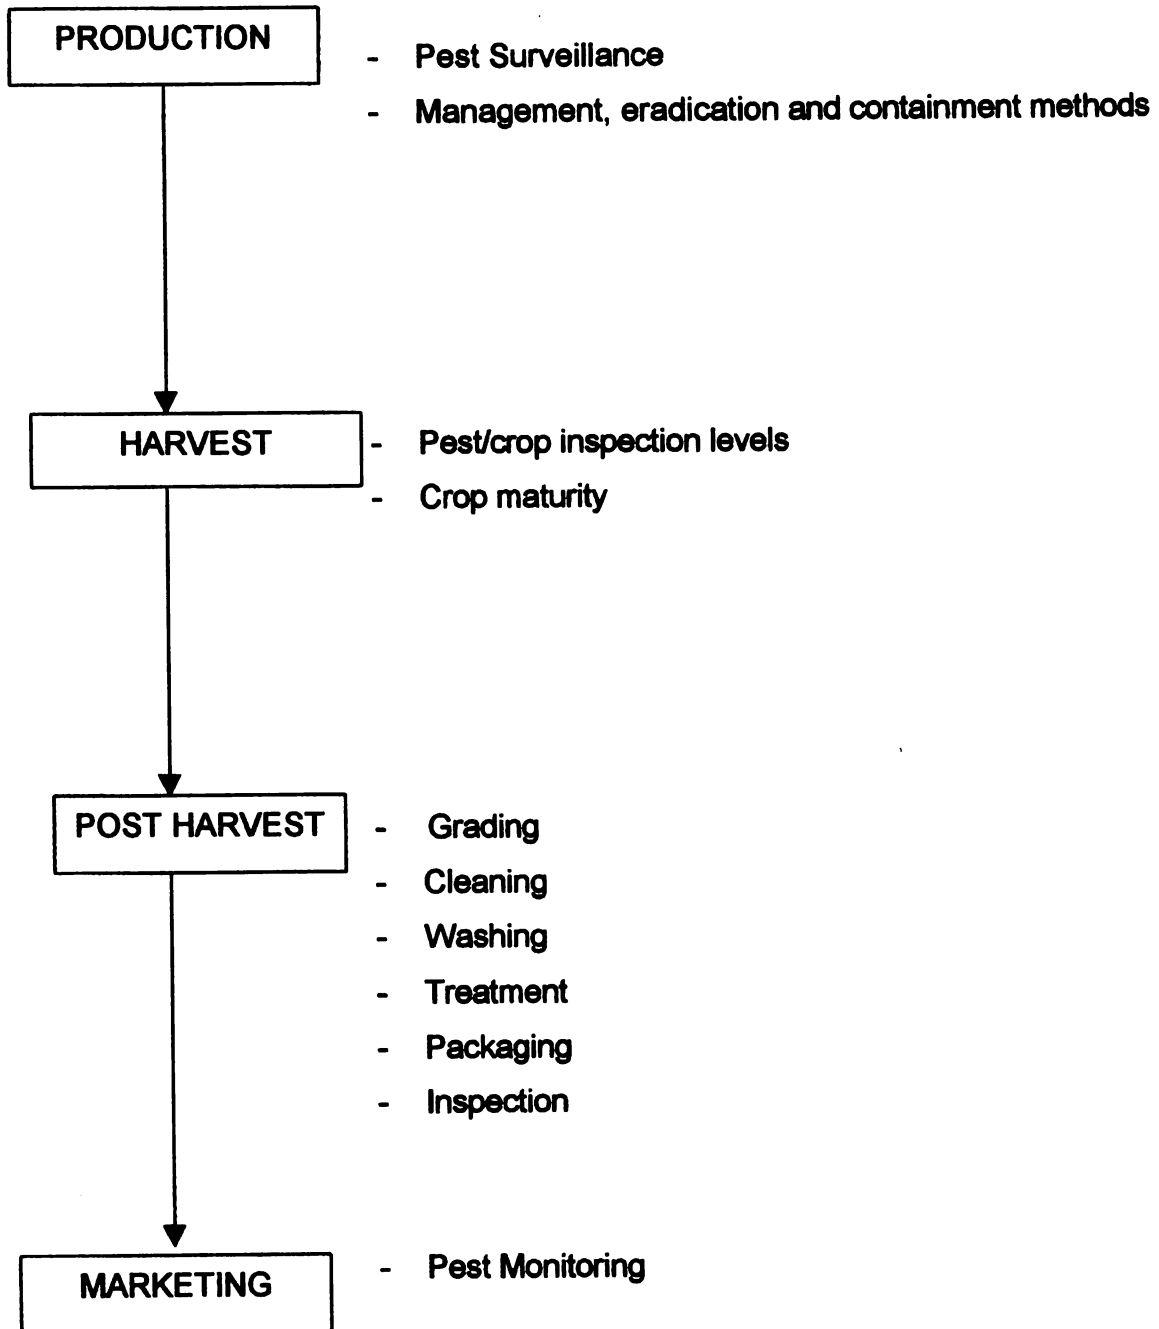 PRODUCTION
- Pest Surveillance
- Management, eradication and containment methods
HARVEST
- Pest/crop inspection levels
- Crop maturity
POST HARVEST
- Grading
- Cleaning
- Washing
- Treatment
- Packaging
- Inspection
MARKETING
- Pest Monitoring